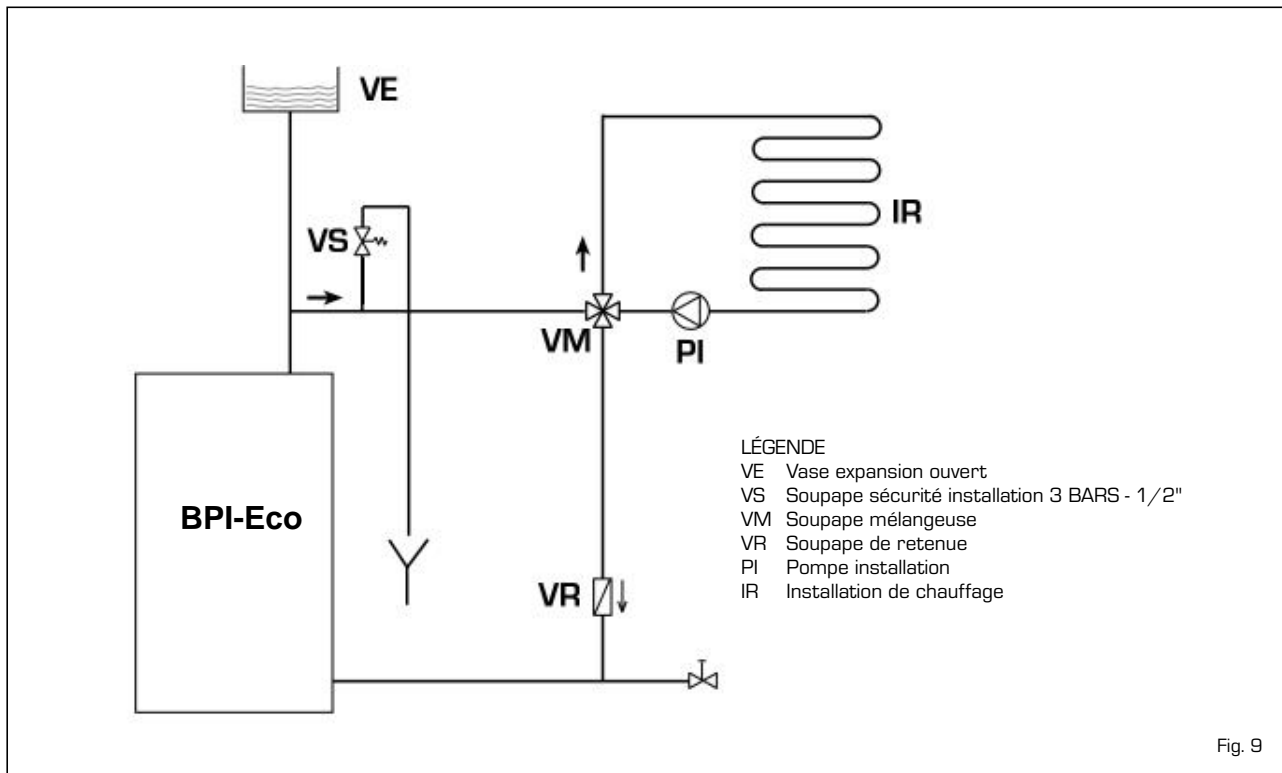 VE
VS
IR
VM
PI
BPI-Eco
VR
LÉGENDE
VE Vase expansion ouvert
VS Soupape sécurité installation 3 BARS - 1/2"
VM Soupape mélangeuse
VR Soupape de retenue
PI Pompe installation
IR Installation de chauffage
Fig. 9